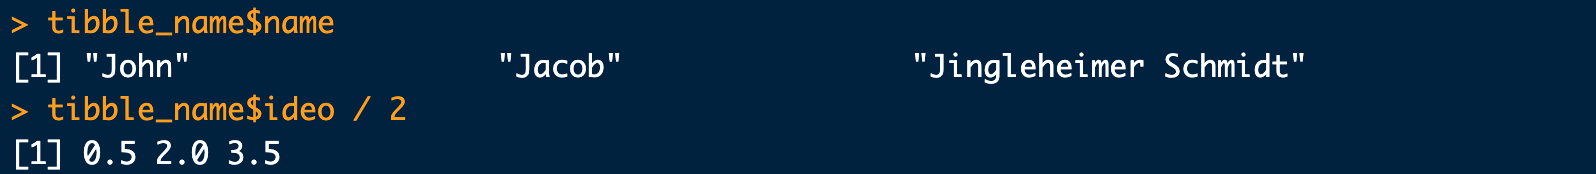 > tibble_name$name
[1] "John"                "Jacob"               "Jingleheimer Schmidt"
> tibble_name$ideo / 2
[1] 0.5 2.0 3.5